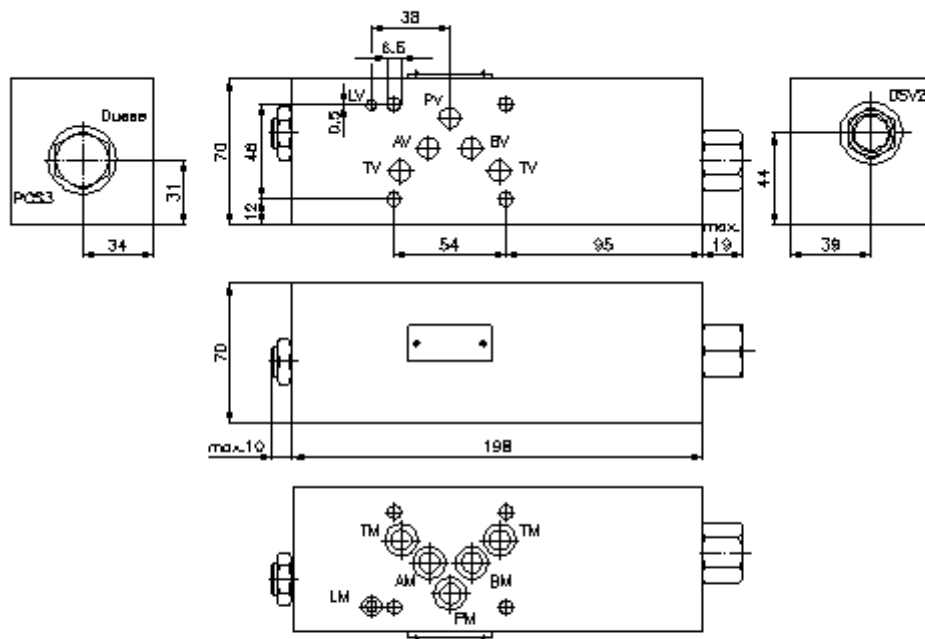 38
6.5
LV
PV
Duese
DSV2
0.5
AV
BV
70
46
TV
TV
31
44
PCS3
12
max.
34
54
95
19
39
70
max.10
198
TM
TM
AM
BM
LM
PM